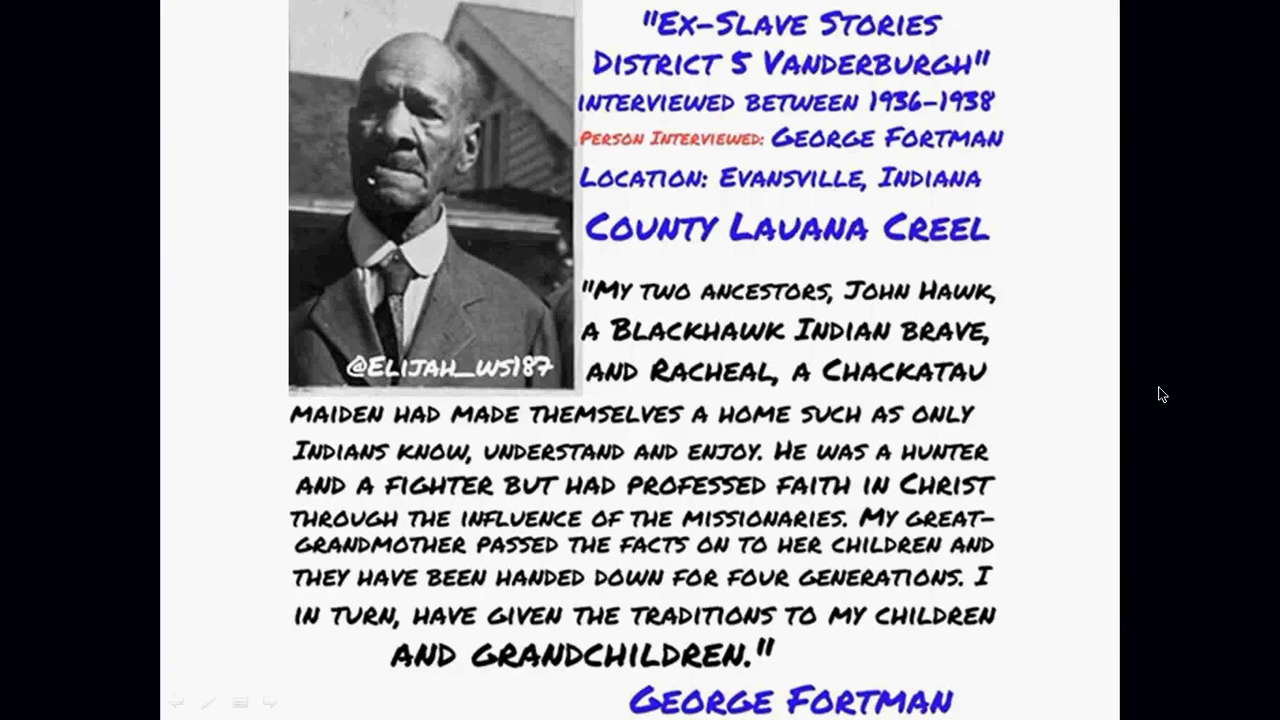 "Ex-Slave Stories
District 5 Vanderburgh"
interviewed between 1936-1938
Person Interviewed: George Fortman
Location: Evansville, Indiana
County Lauana Creel
"My two ancestors, John Hawk,
a Blackhawk Indian brave,
and Racheal, a Chackatau
@Elijah_WS187
maiden had made themselves a home such as only
Indians know, understand and enjoy. He was a hunter
and a fighter but had professed faith in Christ
through the influence of the missionaries. My great-
grandmother passed the facts on to her children and
they have been handed down for four generations. I
in turn, have given the traditions to my children
and grandchildren."
George Fortman